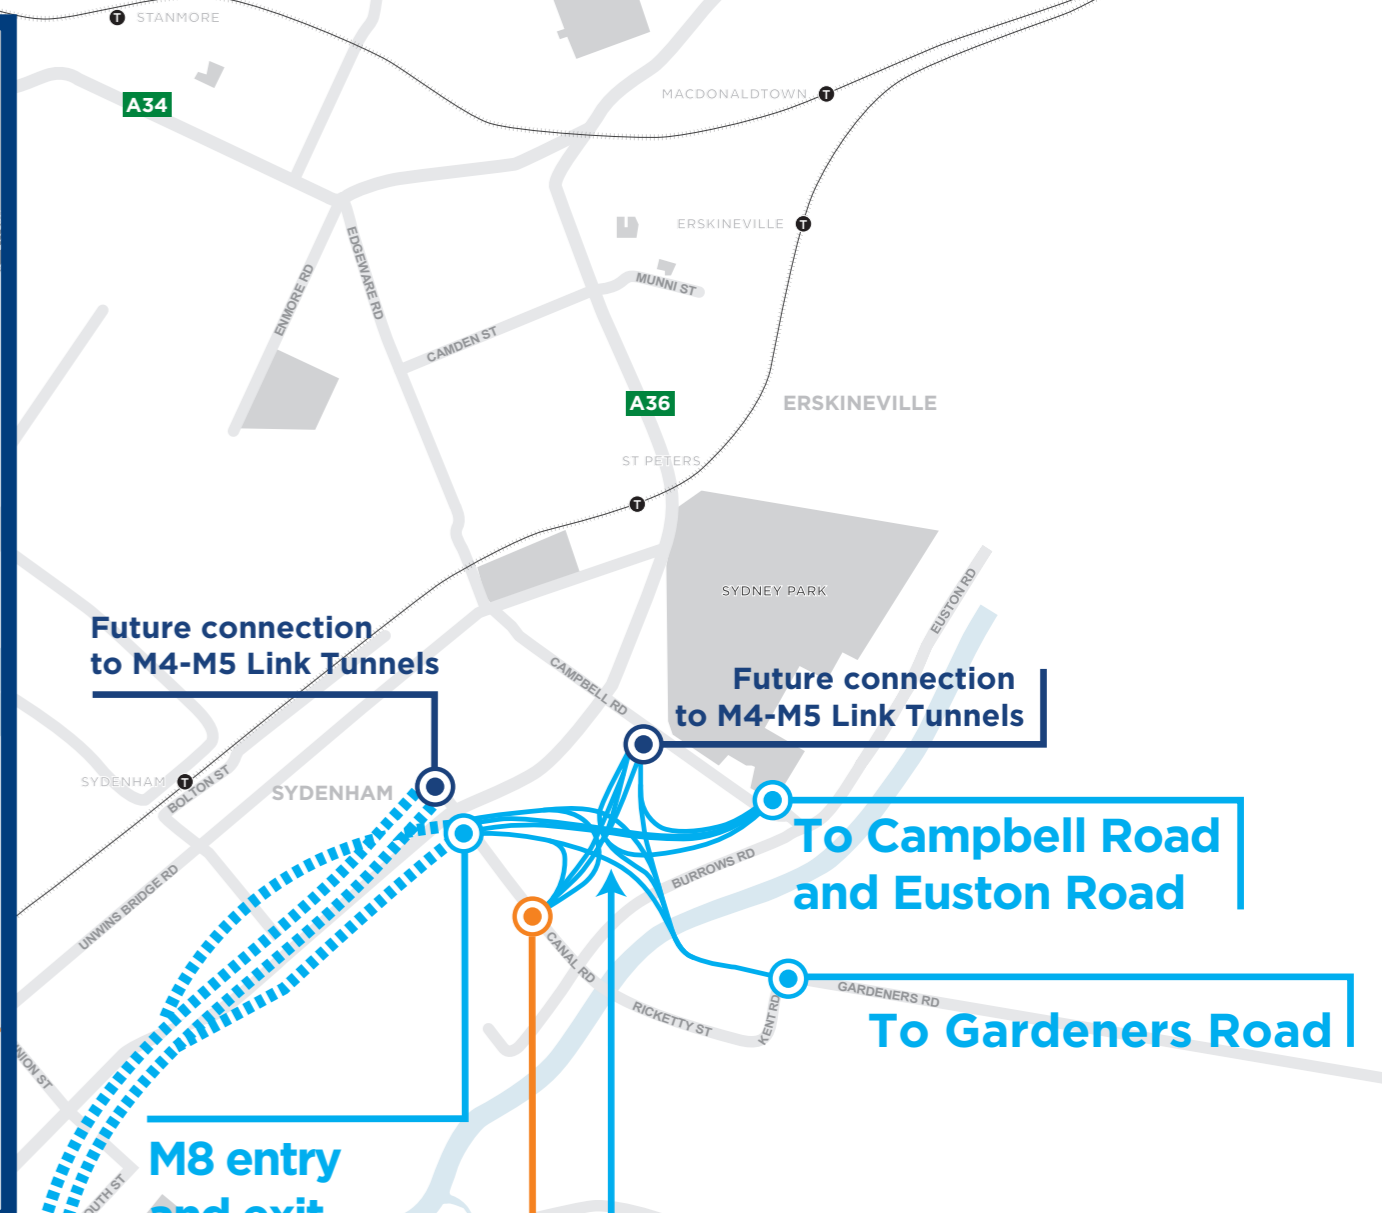 STANMORE
A34
MACDONALDTOWN
ERSKINEVILLE
EDGEWARE RD
ENMORE RD
MUNNI ST
CAMDEN ST
A36
ERSKINEVILLE
ST PETERS
SYDNEY PARK
EUSTON RD
Future connection
to M4-M5 Link Tunnels
CAMPBELL RD
Future connection
to M4-M5 Link Tunnels
SYDENHAM
BOLTON ST
SYDENHAM
To Campbell Road
and Euston Road
BURROWS RD
UNWINS BRIDGE RD
CANAL RD
GARDENERS RD
RICKETTY ST
KENT RD
To Gardeners Road
M8 entry
and exit